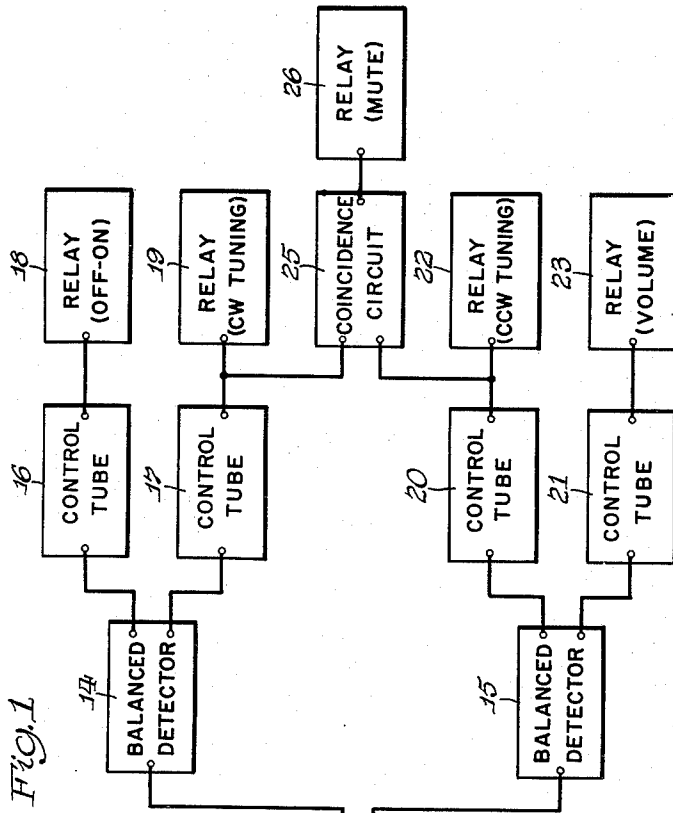 Fig.1
14
BALANCED
DETECTOR
15
BALANCED
DETECTOR
16
CONTROL
TUBE
17
CONTROL
TUBE
20
CONTROL
TUBE
21
CONTROL
TUBE
18
RELAY
(OFF-ON)
19
RELAY
(CW TUNING)
25
COINCIDENCE
CIRCUIT
22
RELAY
(CCW TUNING)
23
RELAY
(VOLUME)
26
RELAY
(MUTE)